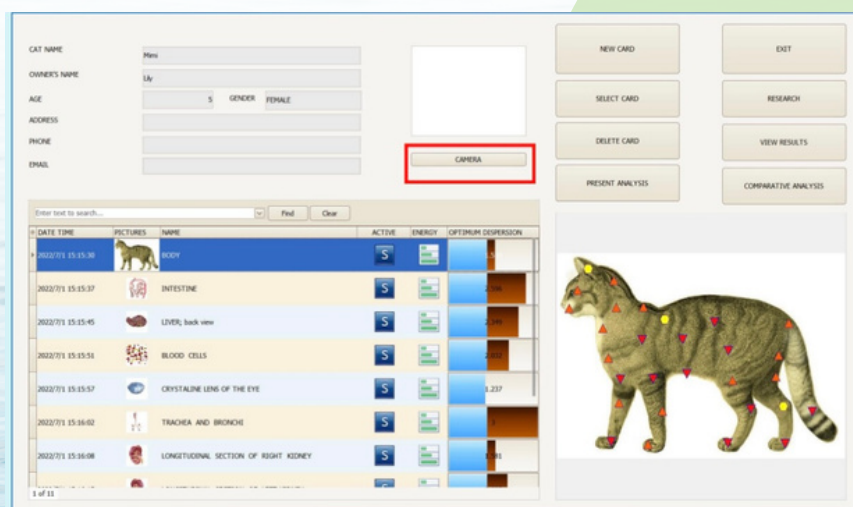 CAT NAME Mimi
OWNER'S NAME Lily
AGE 5 GENDER FEMALE
ADDRESS
PHONE
EMAIL
CAMERA
NEW CARD EXIT
SELECT CARD RESEARCH
DELETE CARD VIEW RESULTS
PRESENT ANALYSIS COMPARATIVE ANALYSIS
Enter text to search... Find Clear
DATE TIME PICTURES NAME ACTIVE ENERGY OPTIMUM DISPERSION
2022/7/1 15:15:30 BODY S
2022/7/1 15:15:37 INTESTINE S
2022/7/1 15:15:45 LIVER; back view S
2022/7/1 15:15:51 BLOOD CELLS S
2022/7/1 15:15:57 CRYSTALINE LENS OF THE EYE S 1.237
2022/7/1 15:16:02 TRACHEA AND BRONCHI S
2022/7/1 15:16:08 LONGITUDINAL SECTION OF RIGHT KIDNEY S
1 of 11